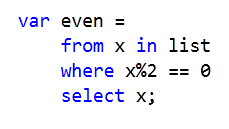 var even =
    from x in list
    where x%2 == 0
    select x;